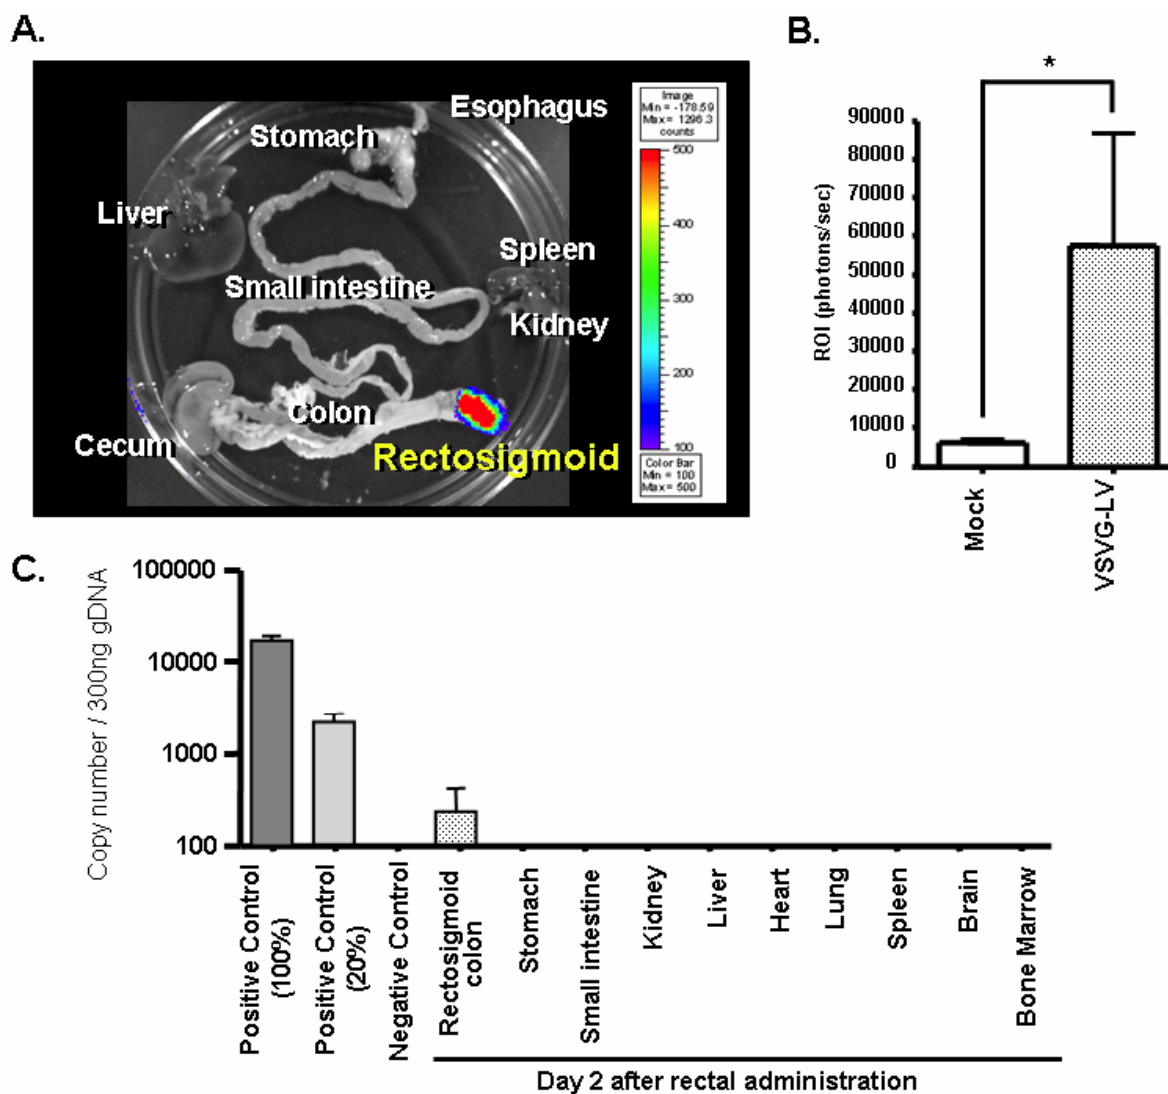 A.
Esophagus
Stomach
Liver
Spleen
Small intestine
Kidney
Colon
Cecum
Rectosigmoid
Image
Min = -178.59
Max = 1296.3
counts
500
400
300
200
100
Color Bar
Min = 100
Max = 500
B.
*
ROI (photons/sec)
90000
80000
70000
60000
50000
40000
30000
20000
10000
0
Mock
VSVG-LV
C.
Copy number / 300ng gDNA
100000
10000
1000
100
Positive Control
(100%)
Positive Control
(20%)
Negative Control
Rectosigmoid
colon
Stomach
Small intestine
Kidney
Liver
Heart
Lung
Spleen
Brain
Bone Marrow
Day 2 after rectal administration